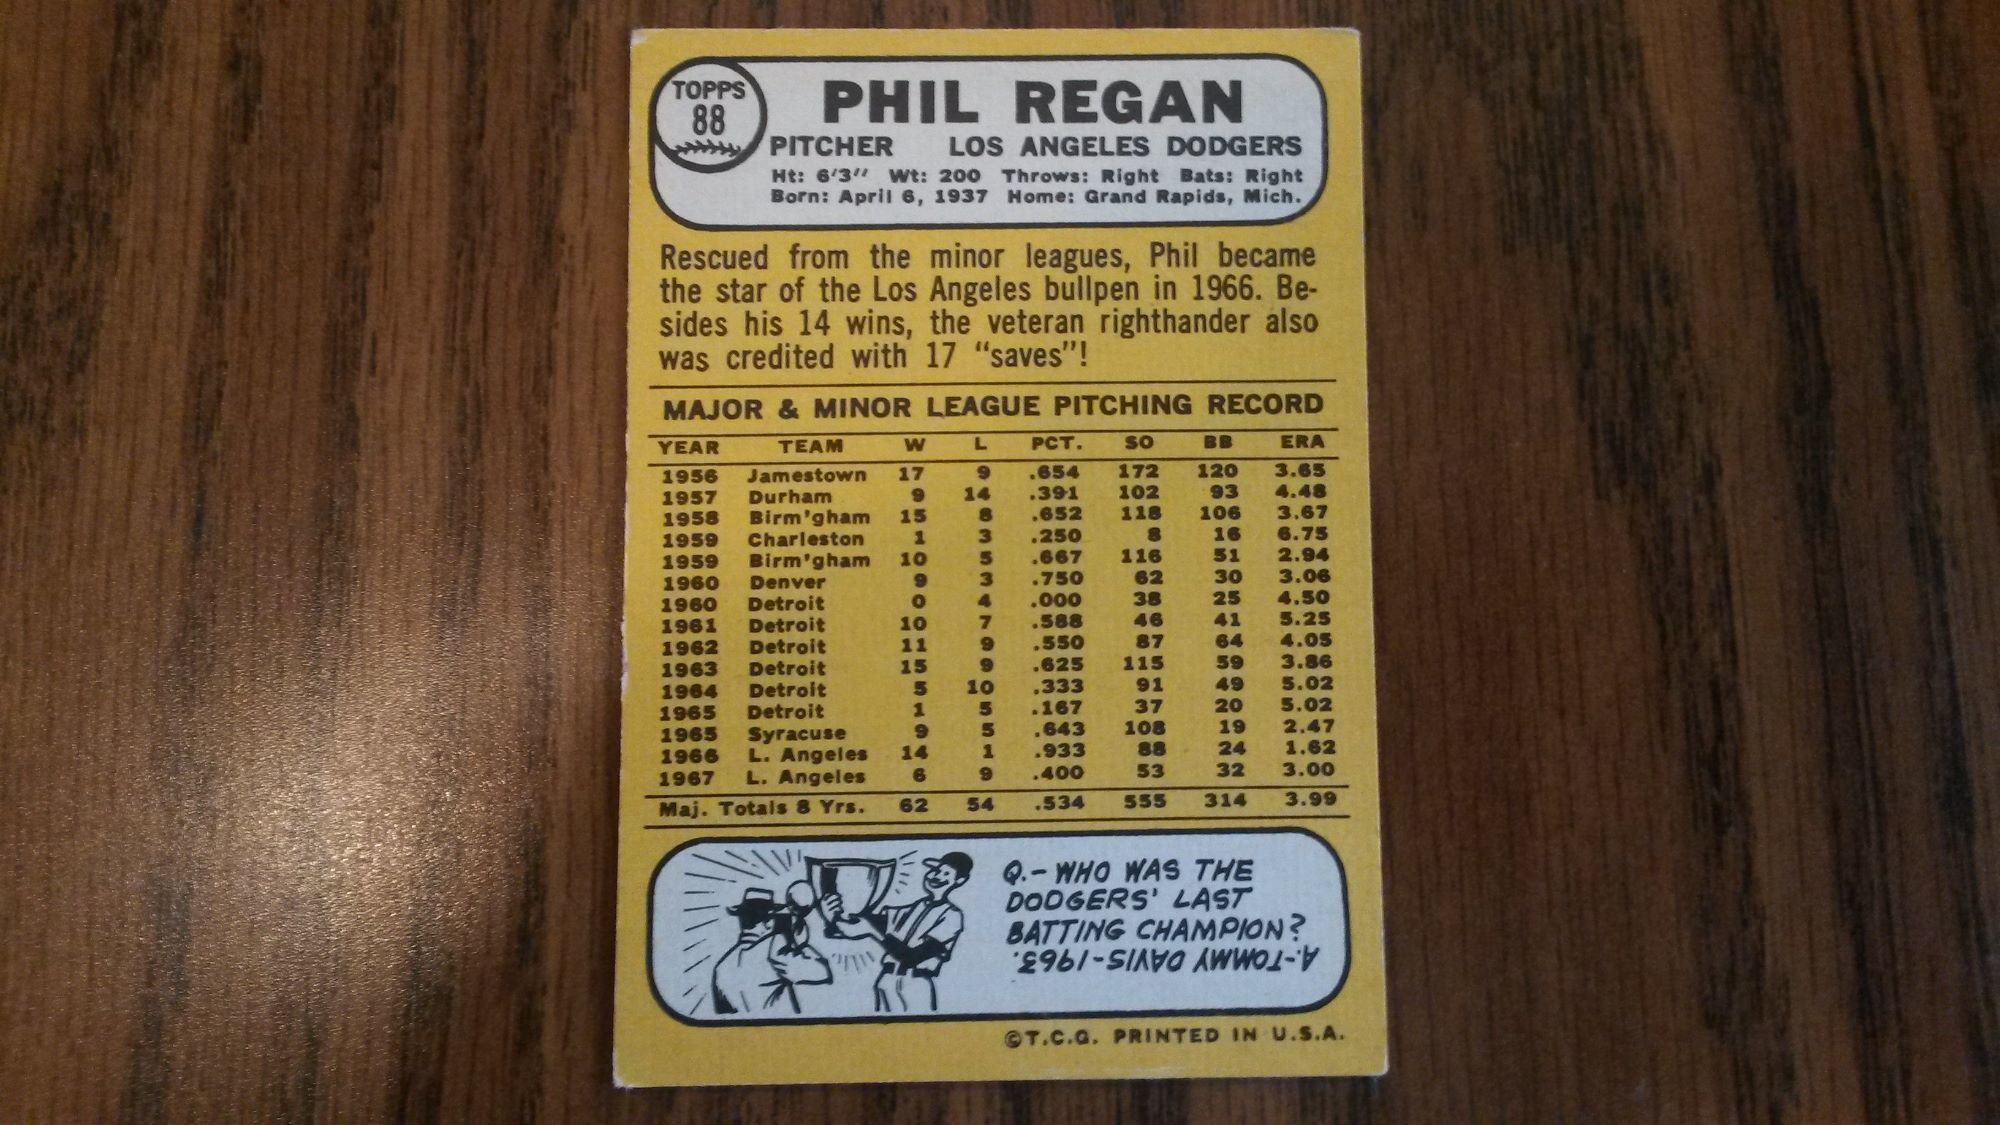 TOPPS
88
PHIL REGAN
PITCHER LOS ANGELES DODGERS
Ht: 6'3" Wt: 200 Throws: Right Bats: Right
Born: April 6, 1937 Home: Grand Rapids, Mich.
Rescued from the minor leagues, Phil became
the star of the Los Angeles bullpen in 1966. Be-
sides his 14 wins, the veteran righthander also
was credited with 17 "saves"!
MAJOR & MINOR LEAGUE PITCHING RECORD
YEAR TEAM W L PCT. SO BB ERA
1956 Jamestown 17 9 .654 172 120 3.65
1957 Durham 9 14 .391 102 93 4.48
1958 Birm'gham 15 8 .652 118 106 3.67
1959 Charleston 1 3 .250 8 16 6.75
1959 Birm'gham 10 5 .667 116 51 2.94
1960 Denver 9 3 .750 62 30 3.06
1960 Detroit 0 4 .000 38 25 4.50
1961 Detroit 10 7 .588 46 41 5.25
1962 Detroit 11 9 .550 87 64 4.05
1963 Detroit 15 9 .625 115 59 3.86
1964 Detroit 5 10 .333 91 49 5.02
1965 Detroit 1 5 .167 37 20 5.02
1965 Syracuse 9 5 .643 108 19 2.47
1966 L. Angeles 14 1 .933 88 24 1.62
1967 L. Angeles 6 9 .400 53 32 3.00
Maj. Totals 8 Yrs. 62 54 .534 555 314 3.99
Q.- WHO WAS THE
DODGERS' LAST
BATTING CHAMPION?
A.-TOMMY DAVIS-1963.
©T.C.G. PRINTED IN U.S.A.